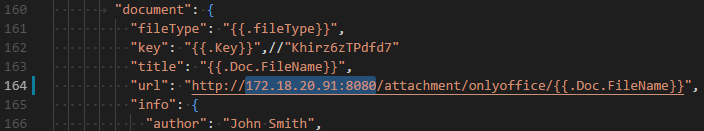 160 "document": {
161 "fileType": "{{.fileType}}",
162 "key": "{{.Key}}",//"Khirz6zTPdfd7"
163 "title": "{{.Doc.FileName}}",
164 "url": "http://172.18.20.91:8080/attachment/onlyoffice/{{.Doc.FileName}}",
165 "info": {
166 "author": "John Smith",